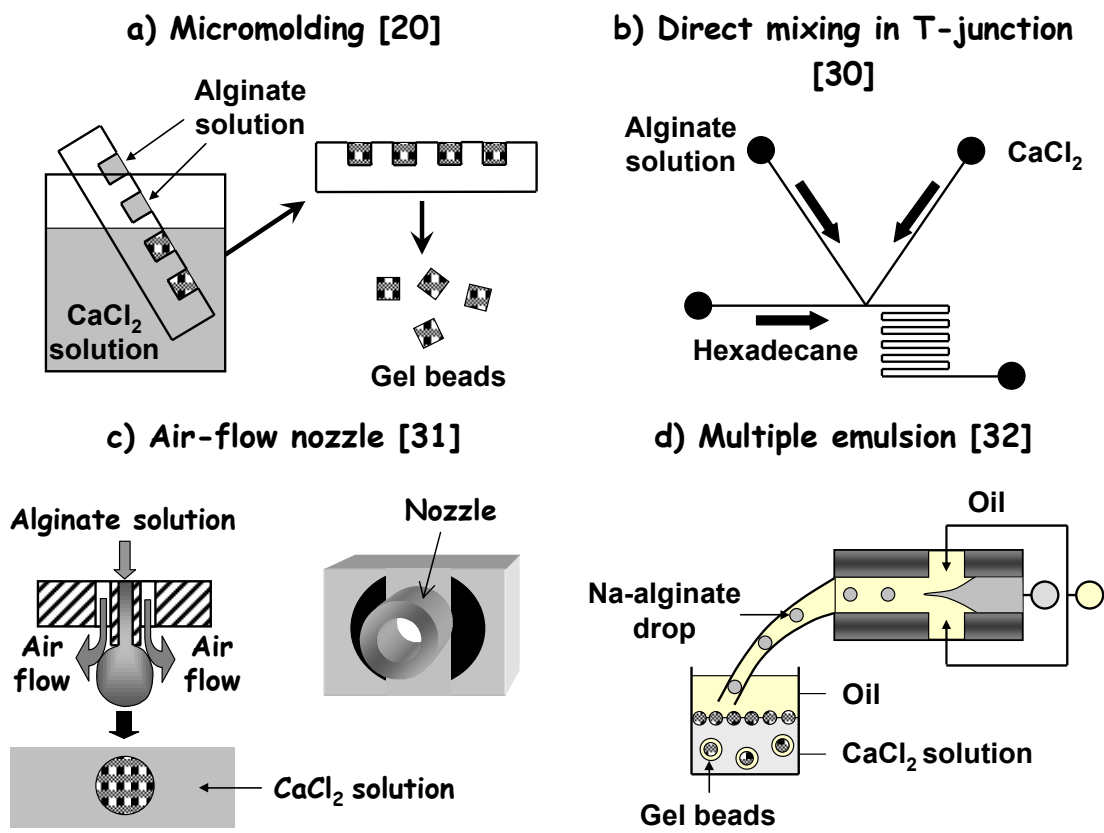 a) Micromolding [20]
Alginate
solution
CaCl₂
solution
Gel beads
b) Direct mixing in T-junction
[30]
Alginate
solution
CaCl₂
Hexadecane
c) Air-flow nozzle [31]
Alginate solution
Air
flow
Air
flow
CaCl₂ solution
Nozzle
d) Multiple emulsion [32]
Oil
Na-alginate
drop
Oil
CaCl₂ solution
Gel beads